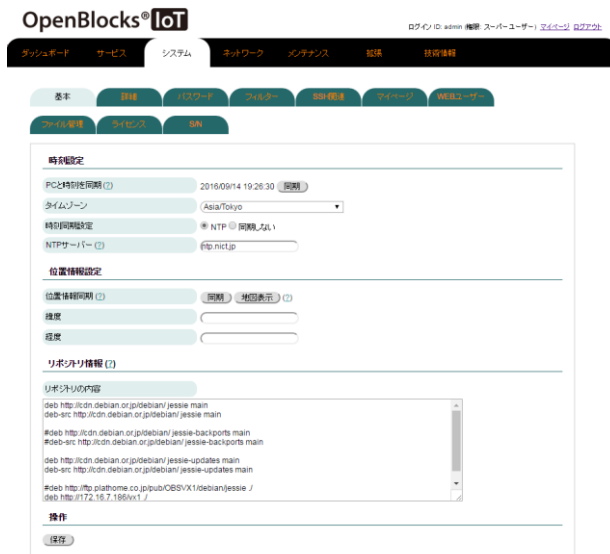 OpenBlocks® IoT
ログイン ID: admin (権限: スーパーユーザー) マイページ ログアウト
ダッシュボード サービス システム ネットワーク メンテナンス 拡張 技術情報
基本 詳細 パスワード フィルター SSH関連 マイページ WEBユーザー
ファイル管理 ライセンス S/N
時刻設定
PCと時刻を同期 (?) 2016/09/14 19:26:30 同期
タイムゾーン Asia/Tokyo
時刻同期設定 NTP 同期しない
NTPサーバー (?) ntp.nict.jp
位置情報設定
位置情報同期 (?) 同期 地図表示 (?)
緯度
経度
リポジトリ情報 (?)
リポジトリの内容
deb http://cdn.debian.or.jp/debian/ jessie main
deb-src http://cdn.debian.or.jp/debian/ jessie main
#deb http://cdn.debian.or.jp/debian/ jessie-backports main
#deb-src http://cdn.debian.or.jp/debian/ jessie-backports main
deb http://cdn.debian.or.jp/debian/ jessie-updates main
deb-src http://cdn.debian.or.jp/debian/ jessie-updates main
#deb http://ftp.plathome.co.jp/pub/OBSVX1/debian/jessie ./
deb http://172.16.7.186/vx1 ./
操作
保存